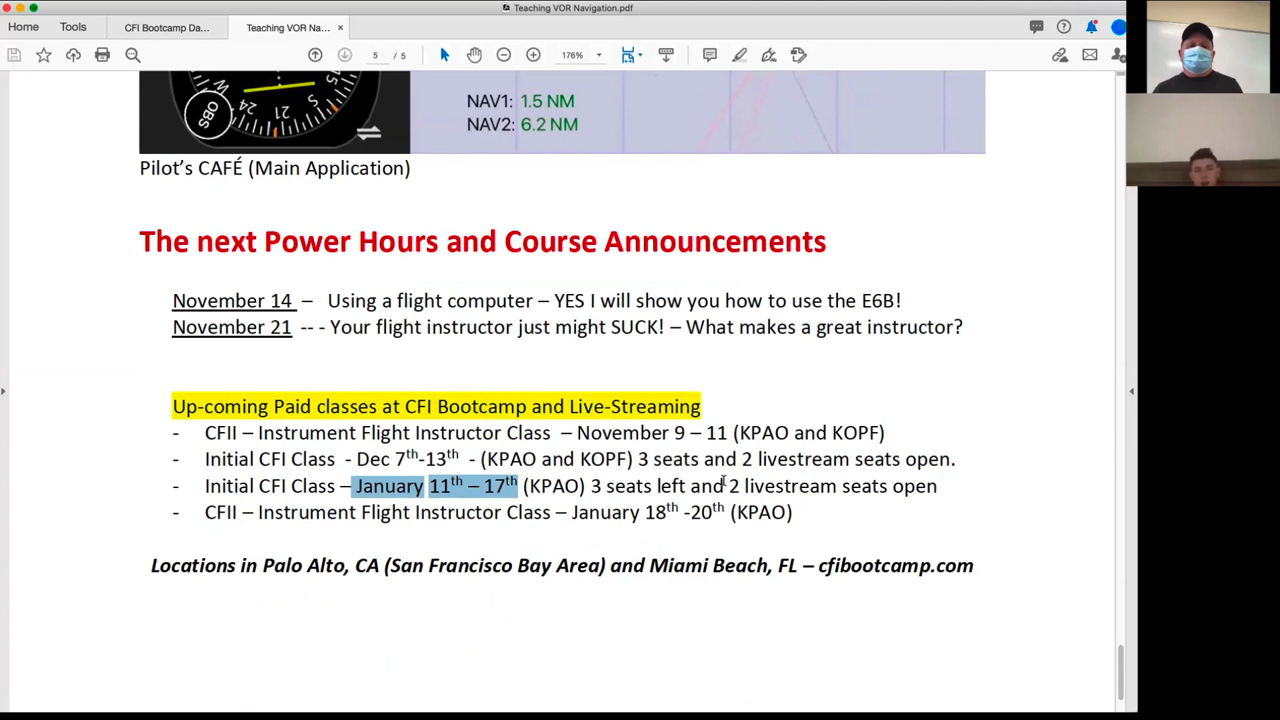 Teaching VOR Navigation.pdf
Home Tools CFI Bootcamp Da... Teaching VOR Na... ×
5 / 5 176%
W 24 21 S 15
OBS
NAV1: 1.5 NM
NAV2: 6.2 NM
Pilot's CAFÉ (Main Application)
The next Power Hours and Course Announcements
November 14 – Using a flight computer – YES I will show you how to use the E6B!
November 21 -- - Your flight instructor just might SUCK! – What makes a great instructor?
Up-coming Paid classes at CFI Bootcamp and Live-Streaming
- CFII – Instrument Flight Instructor Class – November 9 – 11 (KPAO and KOPF)
- Initial CFI Class - Dec 7th-13th - (KPAO and KOPF) 3 seats and 2 livestream seats open.
- Initial CFI Class – January 11th – 17th (KPAO) 3 seats left and 2 livestream seats open
- CFII – Instrument Flight Instructor Class – January 18th -20th (KPAO)
Locations in Palo Alto, CA (San Francisco Bay Area) and Miami Beach, FL – cfibootcamp.com